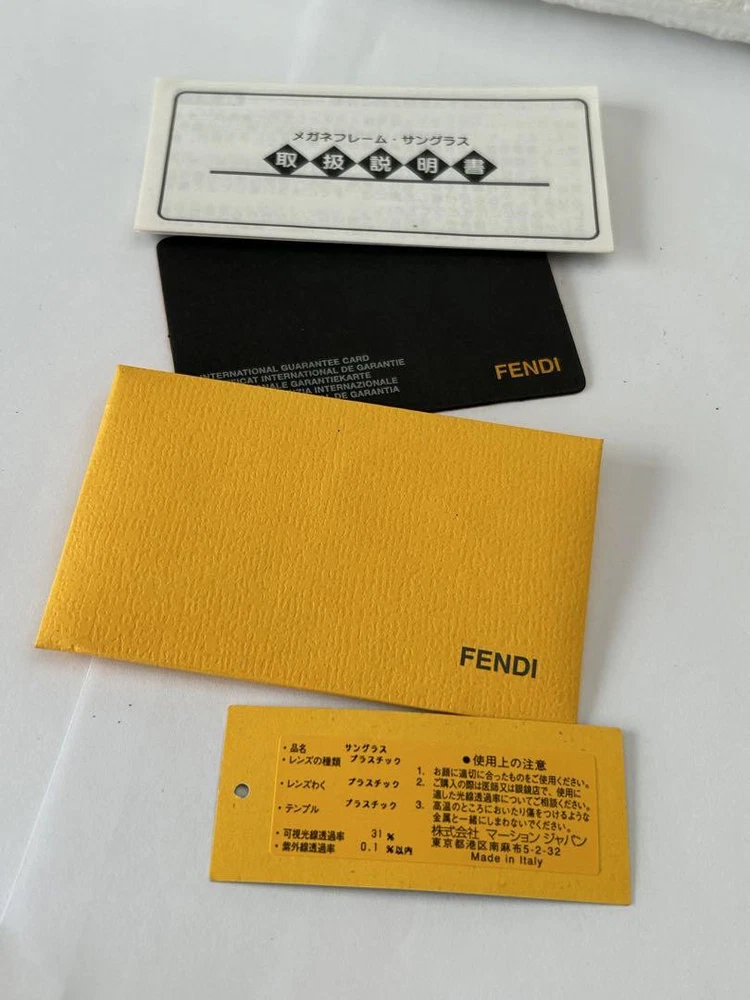 メガネフレーム・サングラス
取扱説明書
INTERNATIONAL GUARANTEE CARD
INTERNATIONAL DE GARANTIE
GARANTIEKARTE
INTERNAZIONALE
DE GARANTIA
FENDI
FENDI
・品名 サングラス
・レンズの種類 プラスチック
・レンズわく プラスチック
・テンプル プラスチック
・可視光線透過率 31 %
・紫外線透過率 0.1 %以内
●使用上の注意
1. お顔に適切に合ったものをご使用ください。
2. ご購入の際は医師又は眼鏡店で、使用に
適した光線透過率についてご相談ください。
3. 高温のところにおいたり傷をつけるような
金属と一緒にしまわないでください。
株式会社 マーション ジャパン
東京都港区南麻布5-2-32
Made in Italy